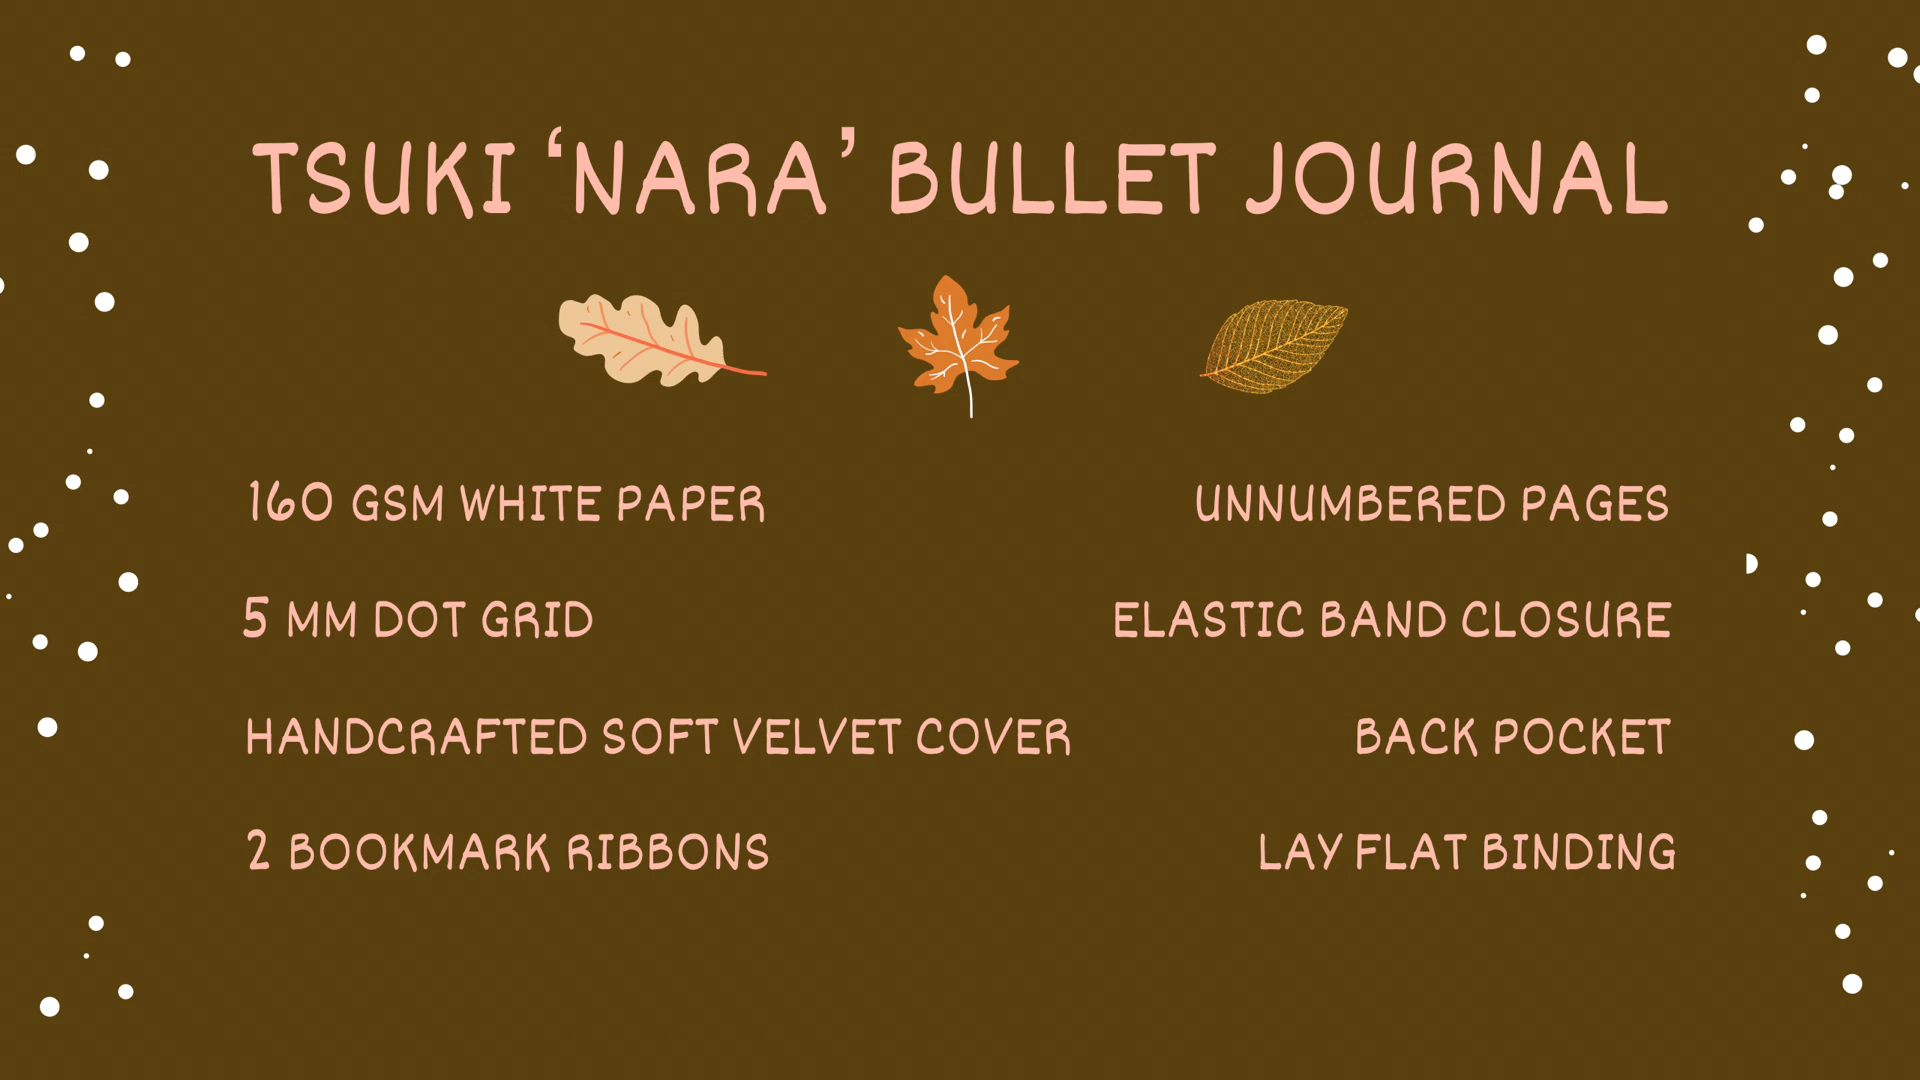 TSUKI ‘NARA’ BULLET JOURNAL
160 GSM WHITE PAPER
5 MM DOT GRID
HANDCRAFTED SOFT VELVET COVER
2 BOOKMARK RIBBONS
UNNUMBERED PAGES
ELASTIC BAND CLOSURE
BACK POCKET
LAY FLAT BINDING